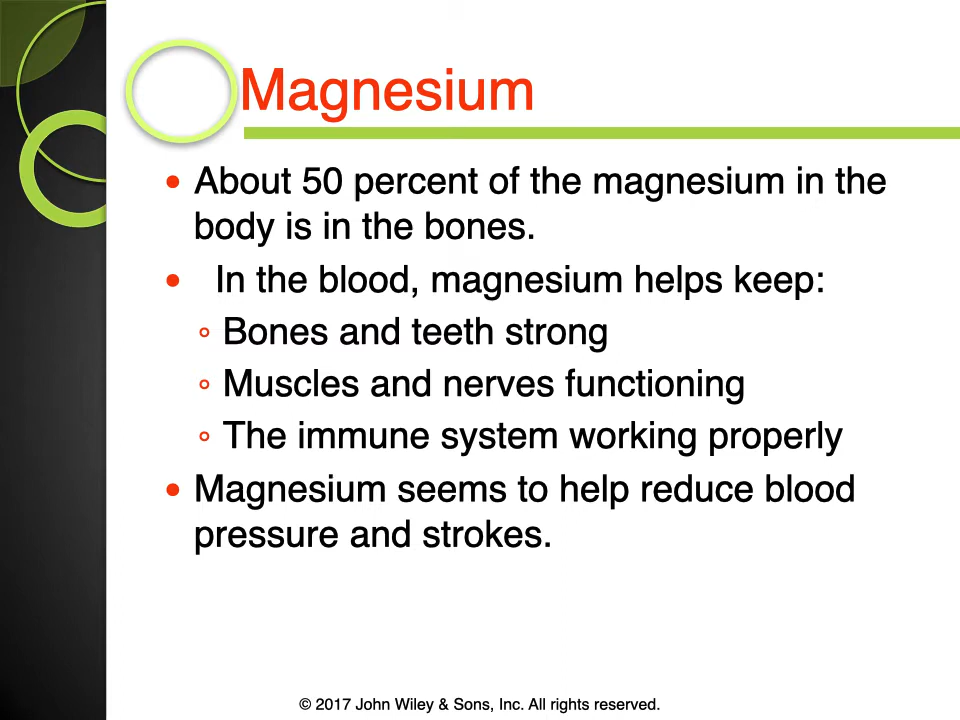 Magnesium
• About 50 percent of the magnesium in the
body is in the bones.
• In the blood, magnesium helps keep:
◦ Bones and teeth strong
◦ Muscles and nerves functioning
◦ The immune system working properly
• Magnesium seems to help reduce blood
pressure and strokes.
© 2017 John Wiley & Sons, Inc. All rights reserved.